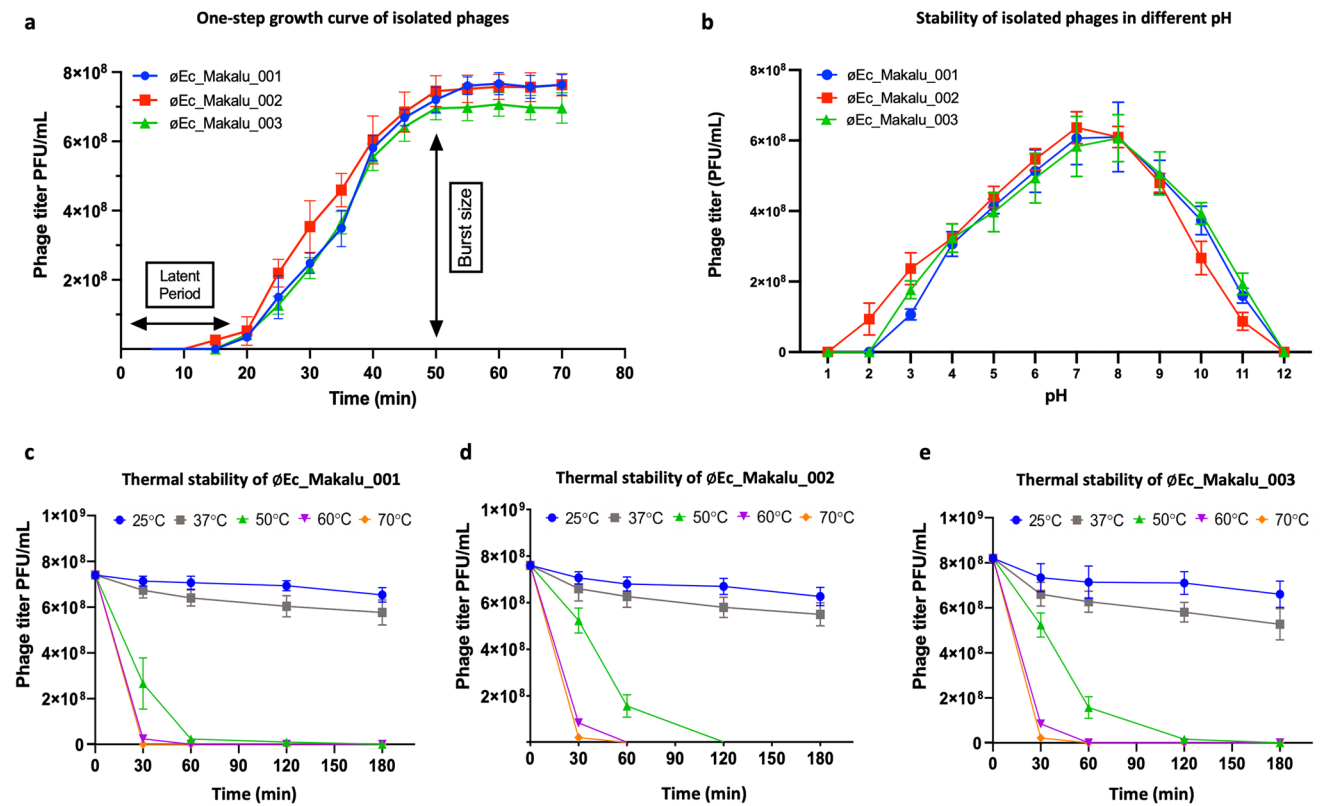 a
One-step growth curve of isolated phages
Phage titer PFU/mL
8×10⁸
6×10⁸
4×10⁸
2×10⁸
øEc_Makalu_001
øEc_Makalu_002
øEc_Makalu_003
Latent
Period
Burst size
0 10 20 30 40 50 60 70 80
Time (min)
b
Stability of isolated phages in different pH
Phage titer (PFU/mL)
8×10⁸
6×10⁸
4×10⁸
2×10⁸
0
øEc_Makalu_001
øEc_Makalu_002
øEc_Makalu_003
1 2 3 4 5 6 7 8 9 10 11 12
pH
c
Thermal stability of ØEc_Makalu_001
25°C 37°C 50°C 60°C 70°C
Phage titer PFU/mL
1×10⁹
8×10⁸
6×10⁸
4×10⁸
2×10⁸
0
0 30 60 90 120 150 180
Time (min)
d
Thermal stability of ØEc_Makalu_002
25°C 37°C 50°C 60°C 70°C
Phage titer PFU/mL
1×10⁹
8×10⁸
6×10⁸
4×10⁸
2×10⁸
0 30 60 90 120 150 180
Time (min)
e
Thermal stability of ØEc_Makalu_003
25°C 37°C 50°C 60°C 70°C
Phage titer PFU/mL
1×10⁹
8×10⁸
6×10⁸
4×10⁸
2×10⁸
0
0 30 60 90 120 150 180
Time (min)